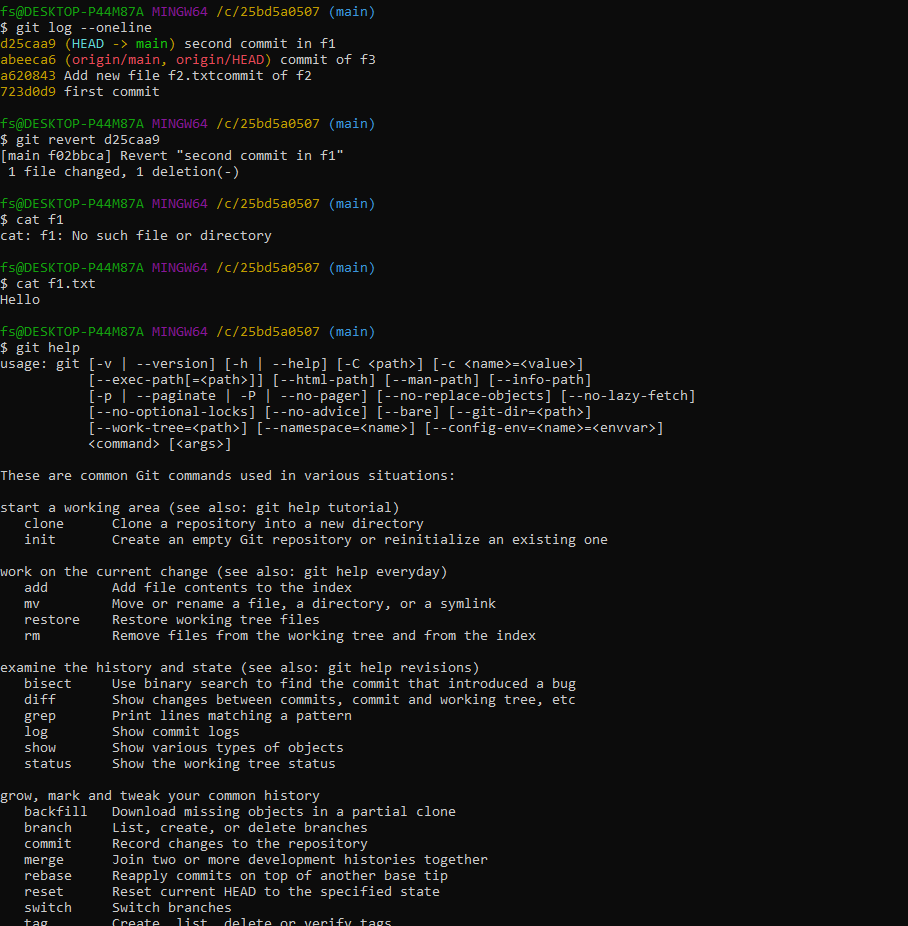 fs@DESKTOP-P44M87A MINGW64 /c/25bd5a0507 (main)
$ git log --oneline
d25caa9 (HEAD -> main) second commit in f1
abeeca6 (origin/main, origin/HEAD) commit of f3
a620843 Add new file f2.txtcommit of f2
723d0d9 first commit

fs@DESKTOP-P44M87A MINGW64 /c/25bd5a0507 (main)
$ git revert d25caa9
[main f02bbca] Revert "second commit in f1"
 1 file changed, 1 deletion(-)

fs@DESKTOP-P44M87A MINGW64 /c/25bd5a0507 (main)
$ cat f1
cat: f1: No such file or directory

fs@DESKTOP-P44M87A MINGW64 /c/25bd5a0507 (main)
$ cat f1.txt
Hello

fs@DESKTOP-P44M87A MINGW64 /c/25bd5a0507 (main)
$ git help
usage: git [-v | --version] [-h | --help] [-C <path>] [-c <name>=<value>]
           [--exec-path[=<path>]] [--html-path] [--man-path] [--info-path]
           [-p | --paginate | -P | --no-pager] [--no-replace-objects] [--no-lazy-fetch]
           [--no-optional-locks] [--no-advice] [--bare] [--git-dir=<path>]
           [--work-tree=<path>] [--namespace=<name>] [--config-env=<name>=<envvar>]
           <command> [<args>]

These are common Git commands used in various situations:

start a working area (see also: git help tutorial)
   clone      Clone a repository into a new directory
   init       Create an empty Git repository or reinitialize an existing one

work on the current change (see also: git help everyday)
   add        Add file contents to the index
   mv         Move or rename a file, a directory, or a symlink
   restore    Restore working tree files
   rm         Remove files from the working tree and from the index

examine the history and state (see also: git help revisions)
   bisect     Use binary search to find the commit that introduced a bug
   diff       Show changes between commits, commit and working tree, etc
   grep       Print lines matching a pattern
   log        Show commit logs
   show       Show various types of objects
   status     Show the working tree status

grow, mark and tweak your common history
   backfill   Download missing objects in a partial clone
   branch     List, create, or delete branches
   commit     Record changes to the repository
   merge      Join two or more development histories together
   rebase     Reapply commits on top of another base tip
   reset      Reset current HEAD to the specified state
   switch     Switch branches
   tag        Create, list, delete or verify tags